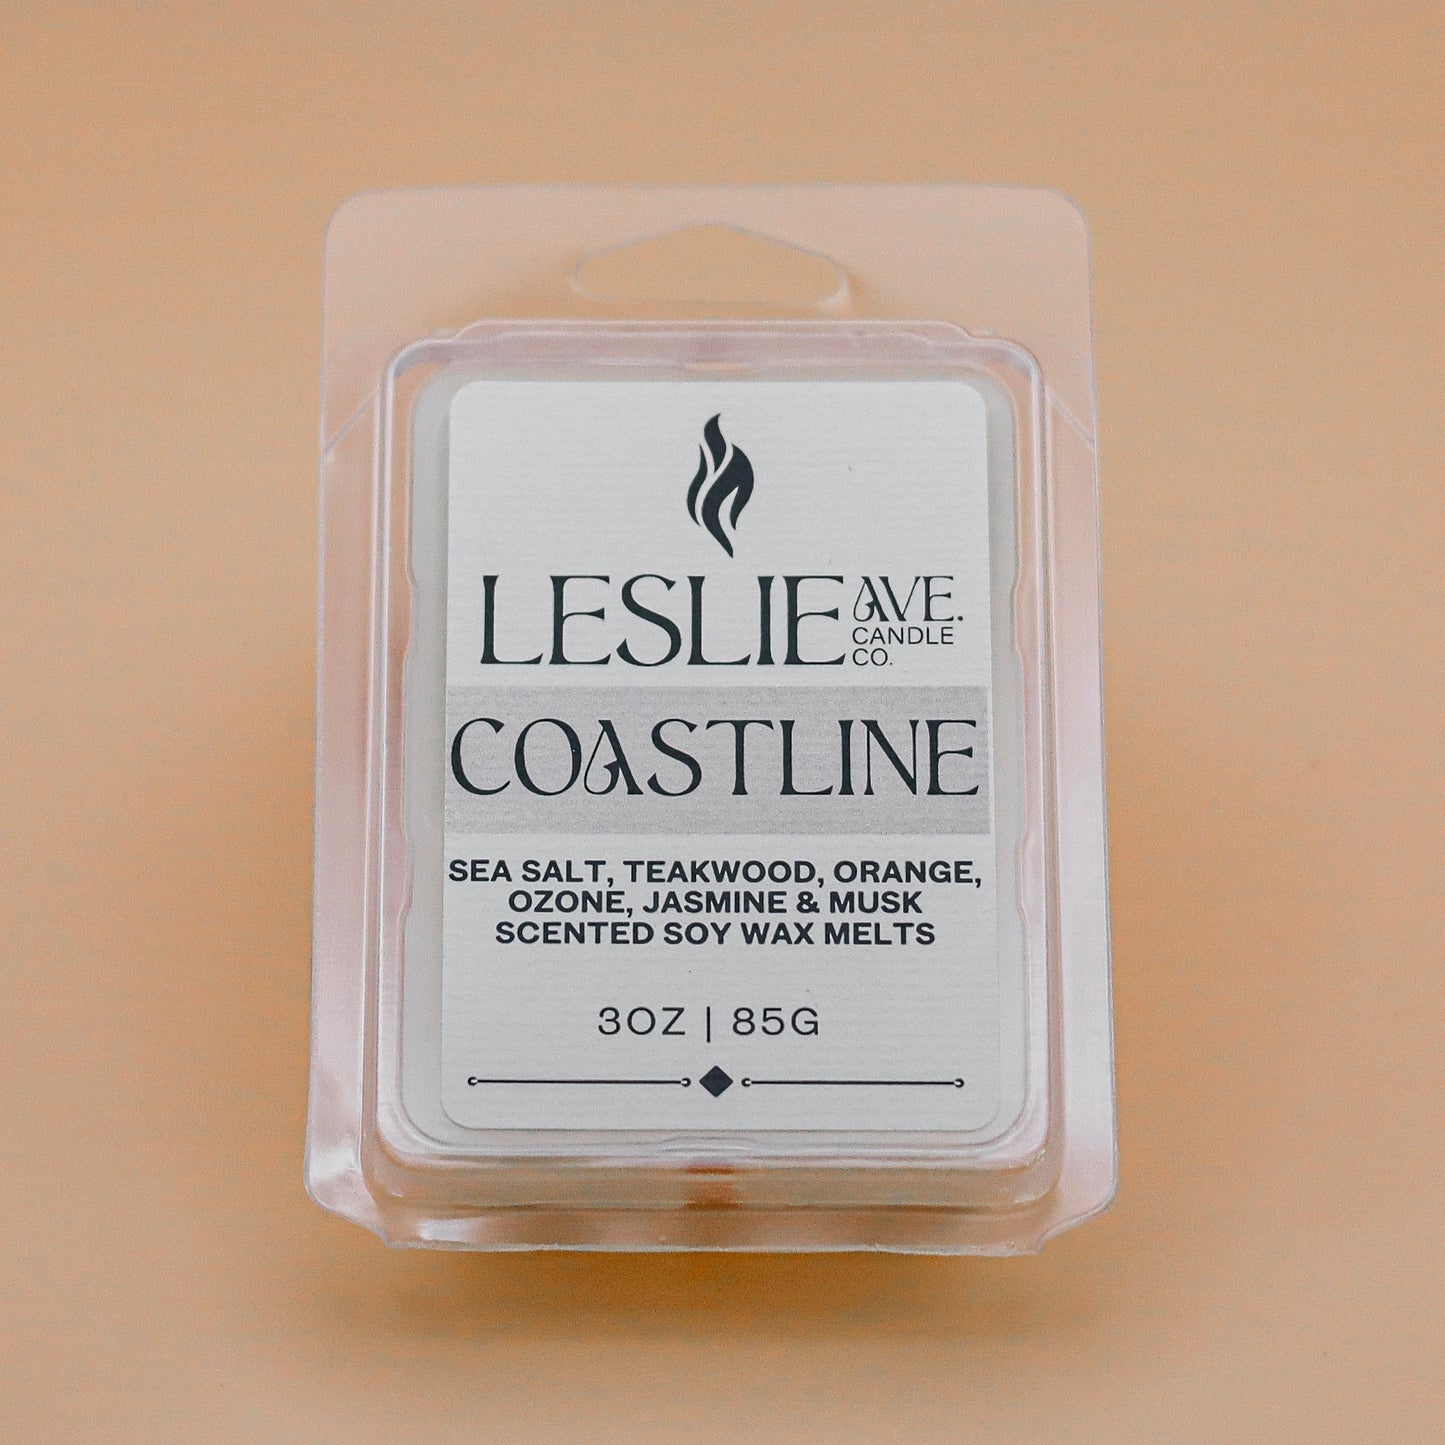 LESLIE AVE.
CANDLE
CO.
COASTLINE
SEA SALT, TEAKWOOD, ORANGE,
OZONE, JASMINE & MUSK
SCENTED SOY WAX MELTS
3OZ | 85G